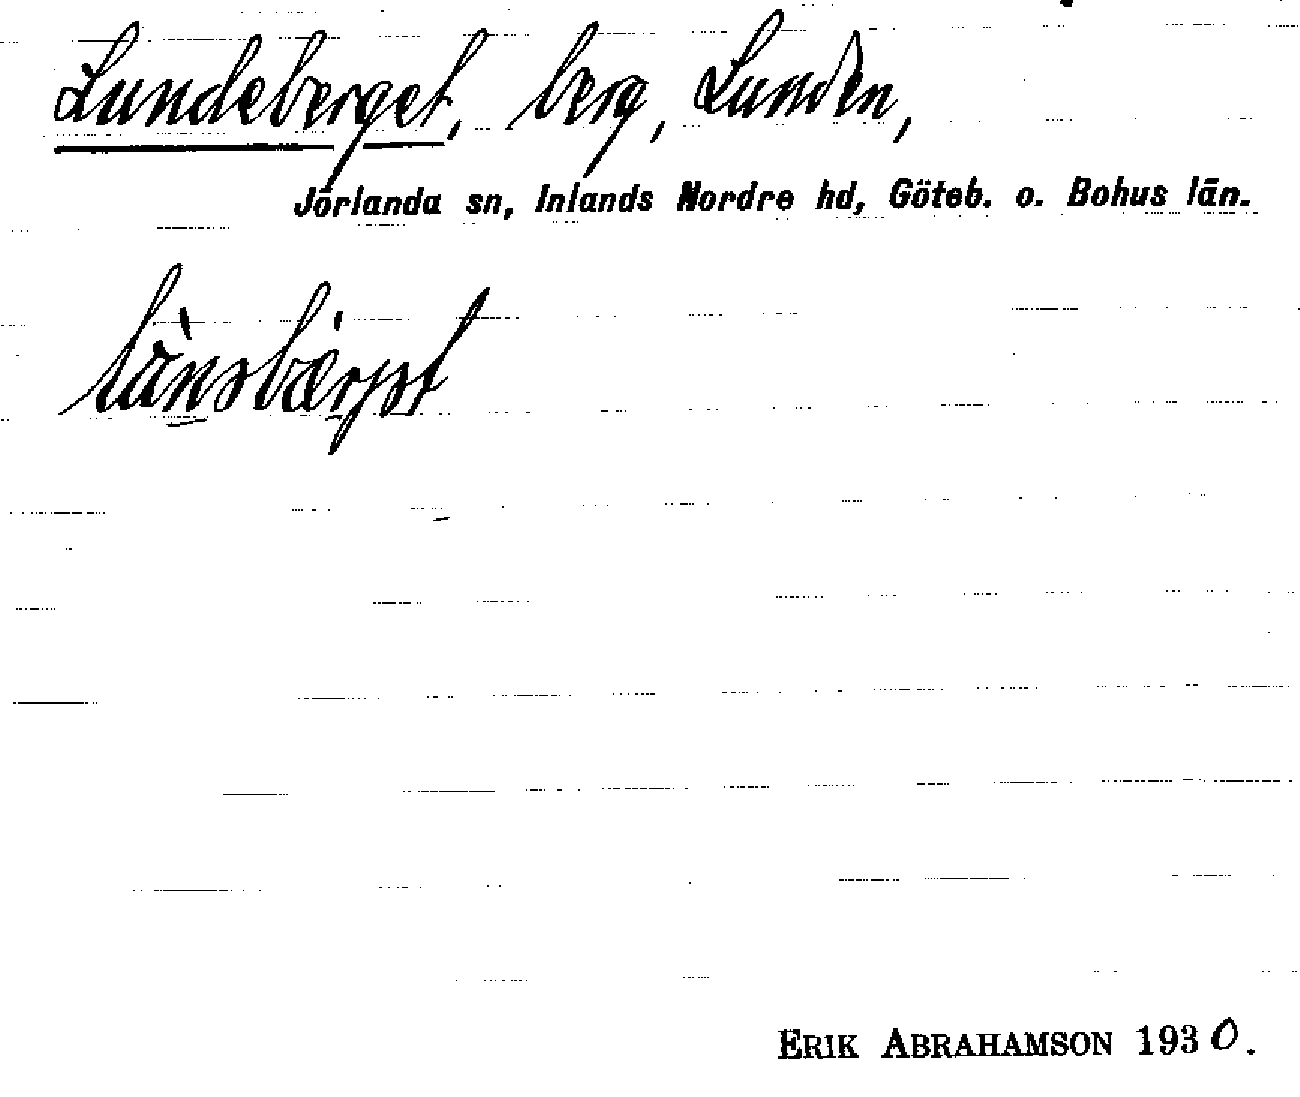 Lundeberget, berg, Lunden,
Jörlanda sn, Inlands Nordre hd, Göteb. o. Bohus län.
ERIK ABRAHAMSON 1930.